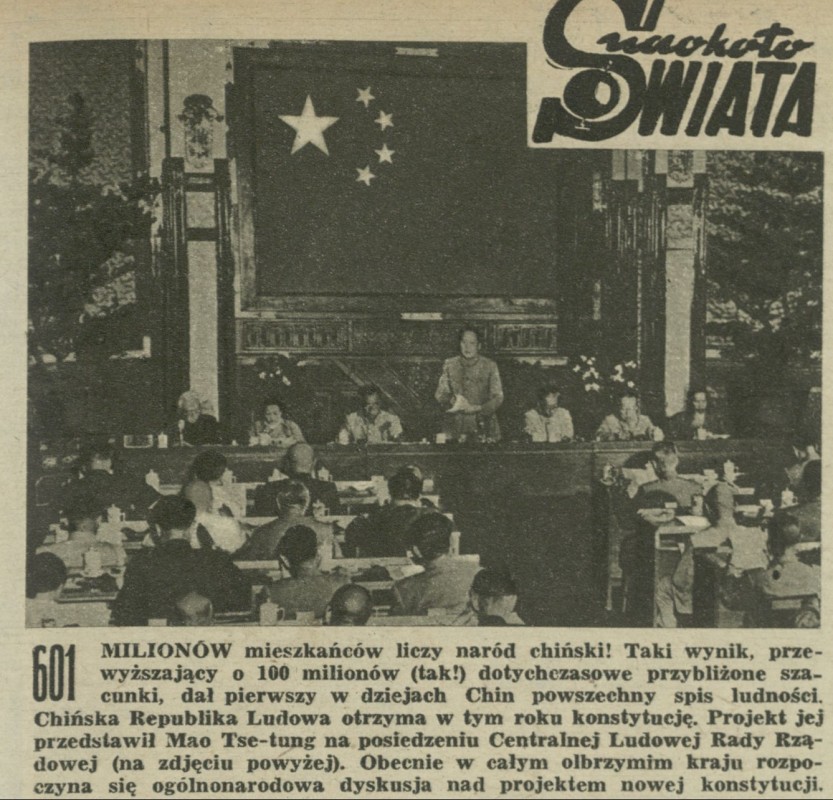 naokoło
ŚWIATA
601 MILIONÓW mieszkańców liczy naród chiński! Taki wynik, prze-
wyższający o 100 milionów (tak!) dotychczasowe przybliżone sza-
cunki, dał pierwszy w dziejach Chin powszechny spis ludności.
Chińska Republika Ludowa otrzyma w tym roku konstytucję. Projekt jej
przedstawił Mao Tse-tung na posiedzeniu Centralnej Ludowej Rady Rzą-
dowej (na zdjęciu powyżej). Obecnie w całym olbrzymim kraju rozpo-
czyna się ogólnonarodowa dyskusja nad projektem nowej konstytucji.